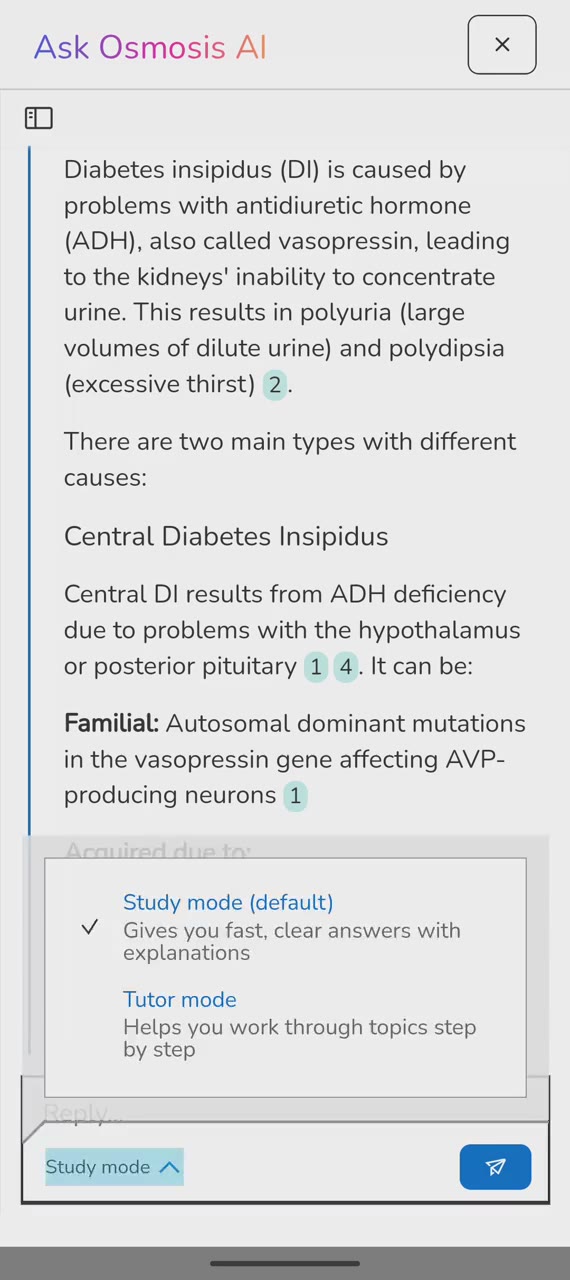 Ask Osmosis AI
Diabetes insipidus (DI) is caused by
problems with antidiuretic hormone
(ADH), also called vasopressin, leading
to the kidneys' inability to concentrate
urine. This results in polyuria (large
volumes of dilute urine) and polydipsia
(excessive thirst) 2.
There are two main types with different
causes:
Central Diabetes Insipidus
Central DI results from ADH deficiency
due to problems with the hypothalamus
or posterior pituitary 1 4. It can be:
Familial: Autosomal dominant mutations
in the vasopressin gene affecting AVP-
producing neurons 1
Acquired due to:
Study mode (default)
Gives you fast, clear answers with
explanations
Tutor mode
Helps you work through topics step
by step
Reply...
Study mode